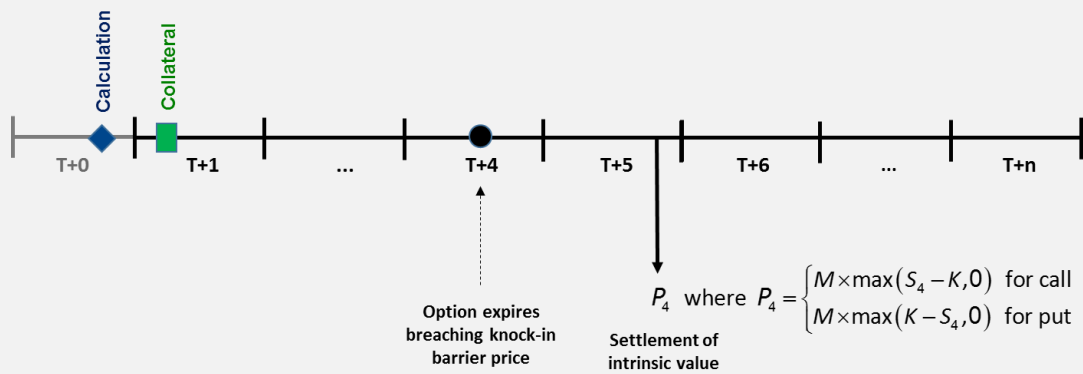 Calculation
Collateral
T+0 T+1 ... T+4 T+5 T+6 ... T+n
Option expires
breaching knock-in
barrier price
P₄ where P₄ = { M×max(S₄ − K,0) for call
M×max(K − S₄,0) for put
Settlement of
intrinsic value